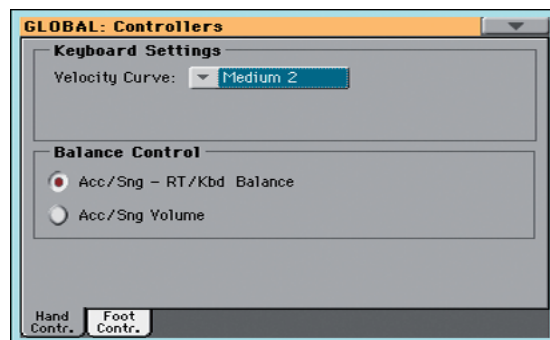 GLOBAL: Controllers
Keyboard Settings
Velocity Curve: Medium 2
Balance Control
Acc/Sng - RT/Kbd Balance
Acc/Sng Volume
Hand Contr.
Foot Contr.